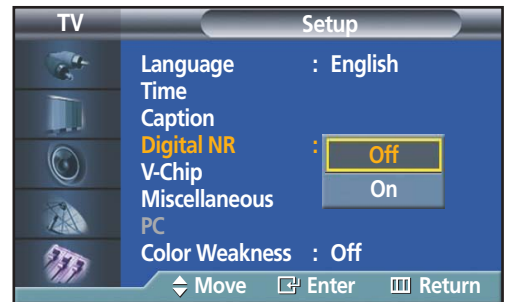 TV Setup
Language : English
Time
Caption
Digital NR : Off
V-Chip
On
Miscellaneous
PC
Color Weakness : Off
Move Enter Return